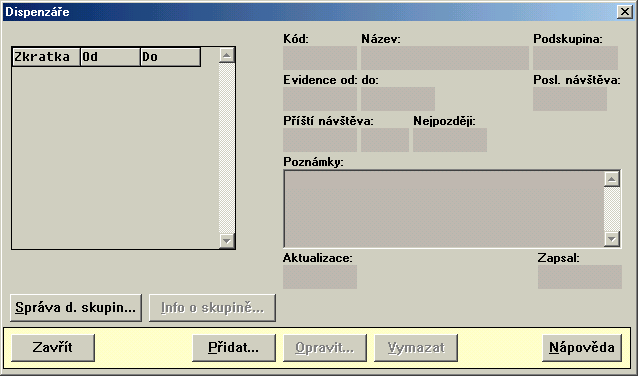 Dispenzáře
Zkratka Od Do
Kód: Název: Podskupina:
Evidence od: do: Posl. návštěva:
Příští návštěva: Nejpozději:
Poznámky:
Aktualizace: Zapsal:
Správa d. skupin... Info o skupině...
Zavřít Přidat... Opravit... Vymazat Nápověda